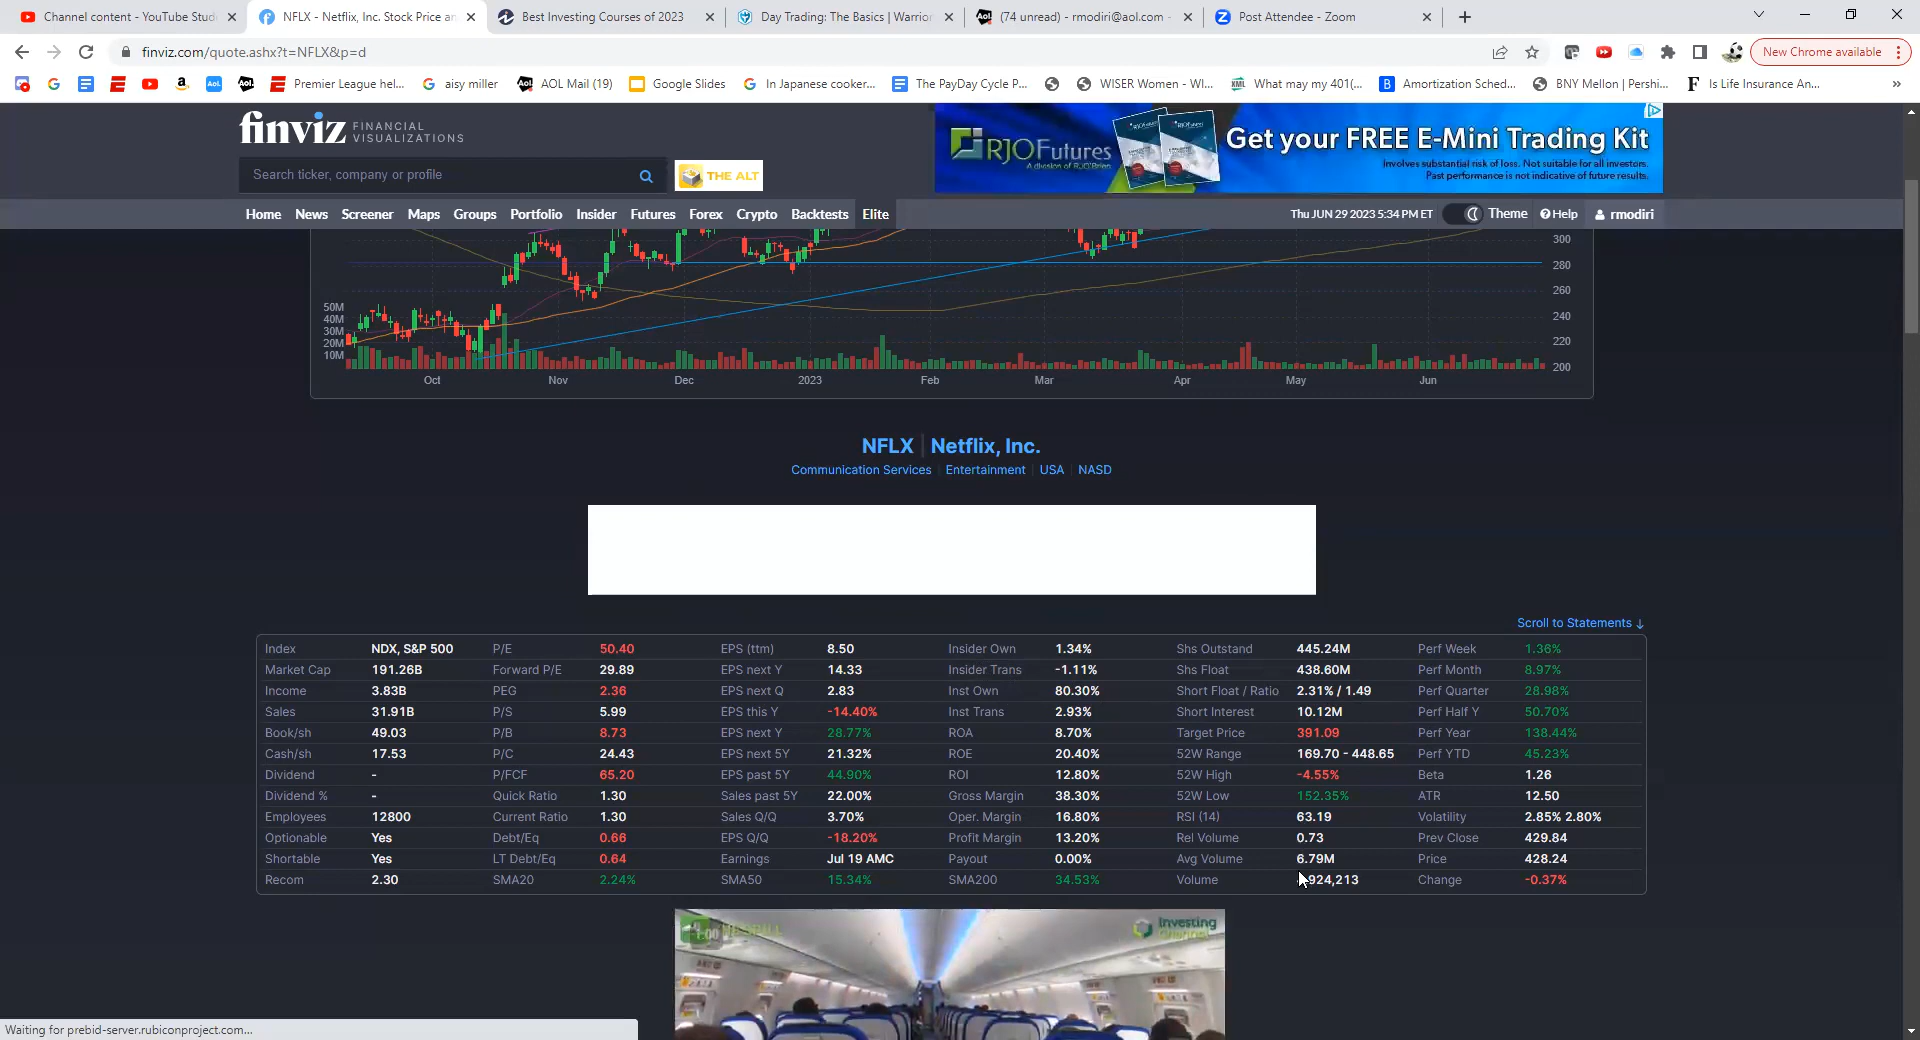 Channel content - YouTube Stud
NFLX - Netflix, Inc. Stock Price an
Best Investing Courses of 2023
Day Trading: The Basics | Warrior
(74 unread) - rmodiri@aol.com -
Post Attendee - Zoom
finviz.com/quote.ashx?t=NFLX&p=d
New Chrome available
Premier League hel...
aisy miller
AOL Mail (19)
Google Slides
In Japanese cooker...
The PayDay Cycle P...
WISER Women - WI...
What may my 401(...
Amortization Sched...
BNY Mellon | Pershi...
Is Life Insurance An...
finviz FINANCIAL VISUALIZATIONS
RJOFutures
A division of RJO'Brien
Get your FREE E-Mini Trading Kit
Involves substantial risk of loss. Not suitable for all investors.
Past performance is not indicative of future results.
Search ticker, company or profile
THE ALT
Home News Screener Maps Groups Portfolio Insider Futures Forex Crypto Backtests Elite
Thu JUN 29 2023 5:34 PM ET Theme Help rmodiri
300
280
260
240
220
200
50M
40M
30M
20M
10M
Oct Nov Dec 2023 Feb Mar Apr May Jun
NFLX | Netflix, Inc.
Communication Services | Entertainment | USA | NASD
Scroll to Statements ↓
Index NDX, S&P 500 P/E 50.40 EPS (ttm) 8.50 Insider Own 1.34% Shs Outstand 445.24M Perf Week 1.36%
Market Cap 191.26B Forward P/E 29.89 EPS next Y 14.33 Insider Trans -1.11% Shs Float 438.60M Perf Month 8.97%
Income 3.83B PEG 2.36 EPS next Q 2.83 Inst Own 80.30% Short Float / Ratio 2.31% / 1.49 Perf Quarter 28.98%
Sales 31.91B P/S 5.99 EPS this Y -14.40% Inst Trans 2.93% Short Interest 10.12M Perf Half Y 50.70%
Book/sh 49.03 P/B 8.73 EPS next Y 28.77% ROA 8.70% Target Price 391.09 Perf Year 138.44%
Cash/sh 17.53 P/C 24.43 EPS next 5Y 21.32% ROE 20.40% 52W Range 169.70 - 448.65 Perf YTD 45.23%
Dividend - P/FCF 65.20 EPS past 5Y 44.90% ROI 12.80% 52W High -4.55% Beta 1.26
Dividend % - Quick Ratio 1.30 Sales past 5Y 22.00% Gross Margin 38.30% 52W Low 152.35% ATR 12.50
Employees 12800 Current Ratio 1.30 Sales Q/Q 3.70% Oper. Margin 16.80% RSI (14) 63.19 Volatility 2.85% 2.80%
Optionable Yes Debt/Eq 0.66 EPS Q/Q -18.20% Profit Margin 13.20% Rel Volume 0.73 Prev Close 429.84
Shortable Yes LT Debt/Eq 0.64 Earnings Jul 19 AMC Payout 0.00% Avg Volume 6.79M Price 428.24
Recom 2.30 SMA20 2.24% SMA50 15.34% SMA200 34.53% Volume 924,213 Change -0.37%
Investing Channel
Waiting for prebid-server.rubiconproject.com...